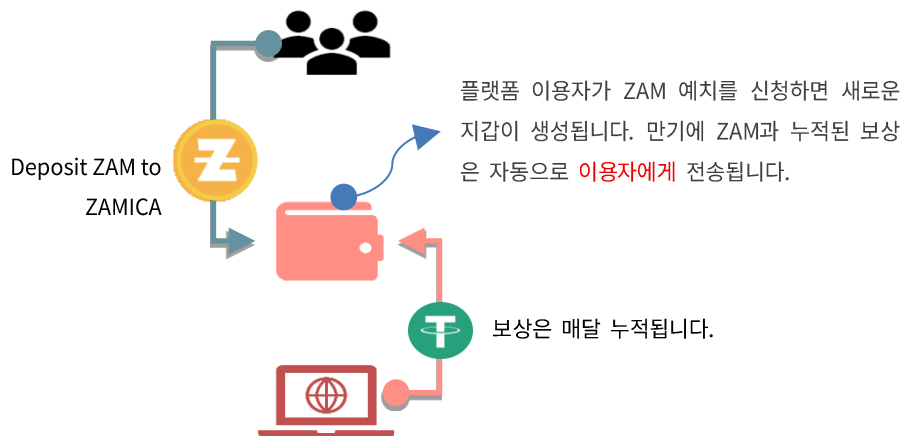 플랫폼 이용자가 ZAM 예치를 신청하면 새로운
지갑이 생성됩니다. 만기에 ZAM과 누적된 보상
은 자동으로 이용자에게 전송됩니다.
Deposit ZAM to
ZAMICA
보상은 매달 누적됩니다.